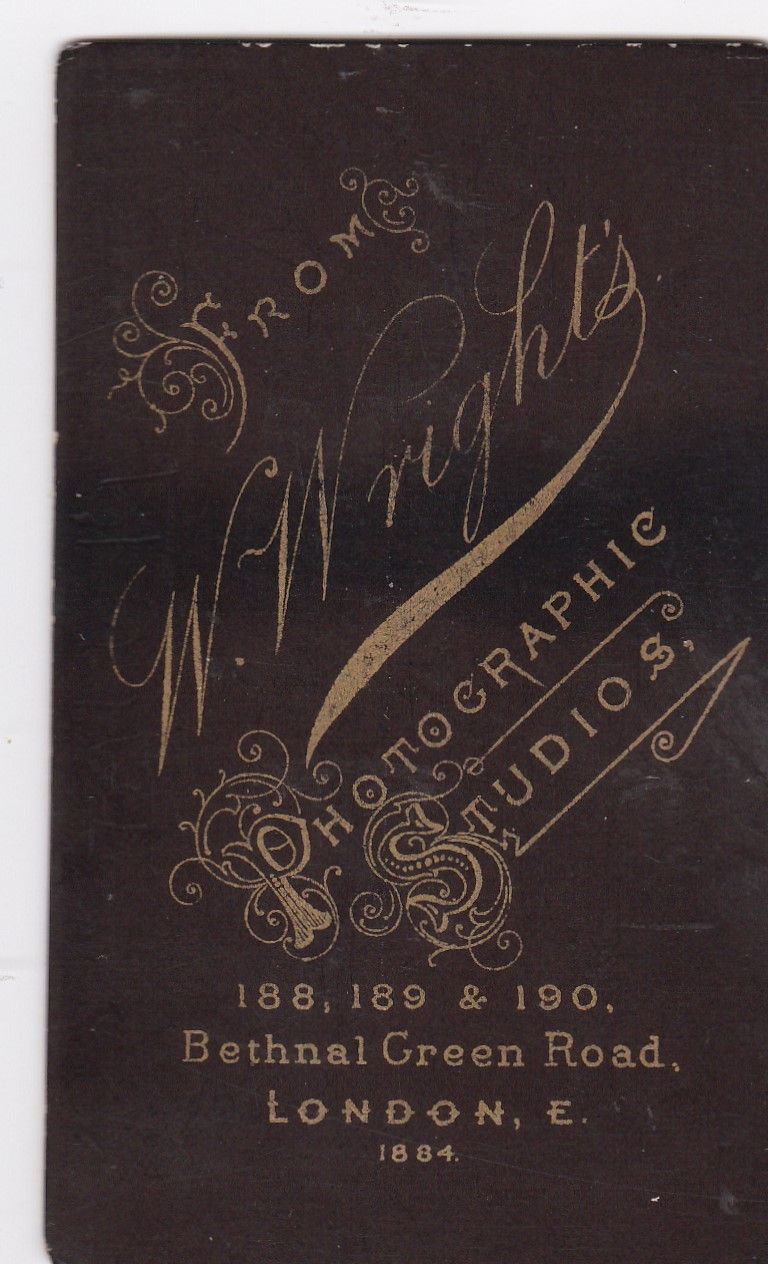 FROM
W. Wright's
PHOTOGRAPHIC
STUDIOS,
188, 189 & 190,
Bethnal Green Road,
LONDON, E.
1884.